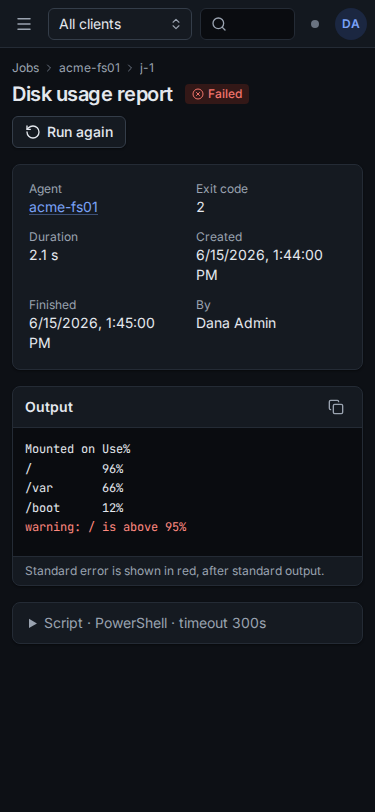 All clients
DA
Jobs > acme-fs01 > j-1
Disk usage report
Failed
Run again
Agent
acme-fs01
Exit code
2
Duration
2.1 s
Created
6/15/2026, 1:44:00
PM
Finished
6/15/2026, 1:45:00
PM
By
Dana Admin
Output
Mounted on Use%
/ 96%
/var 66%
/boot 12%
warning: / is above 95%
Standard error is shown in red, after standard output.
Script · PowerShell · timeout 300s